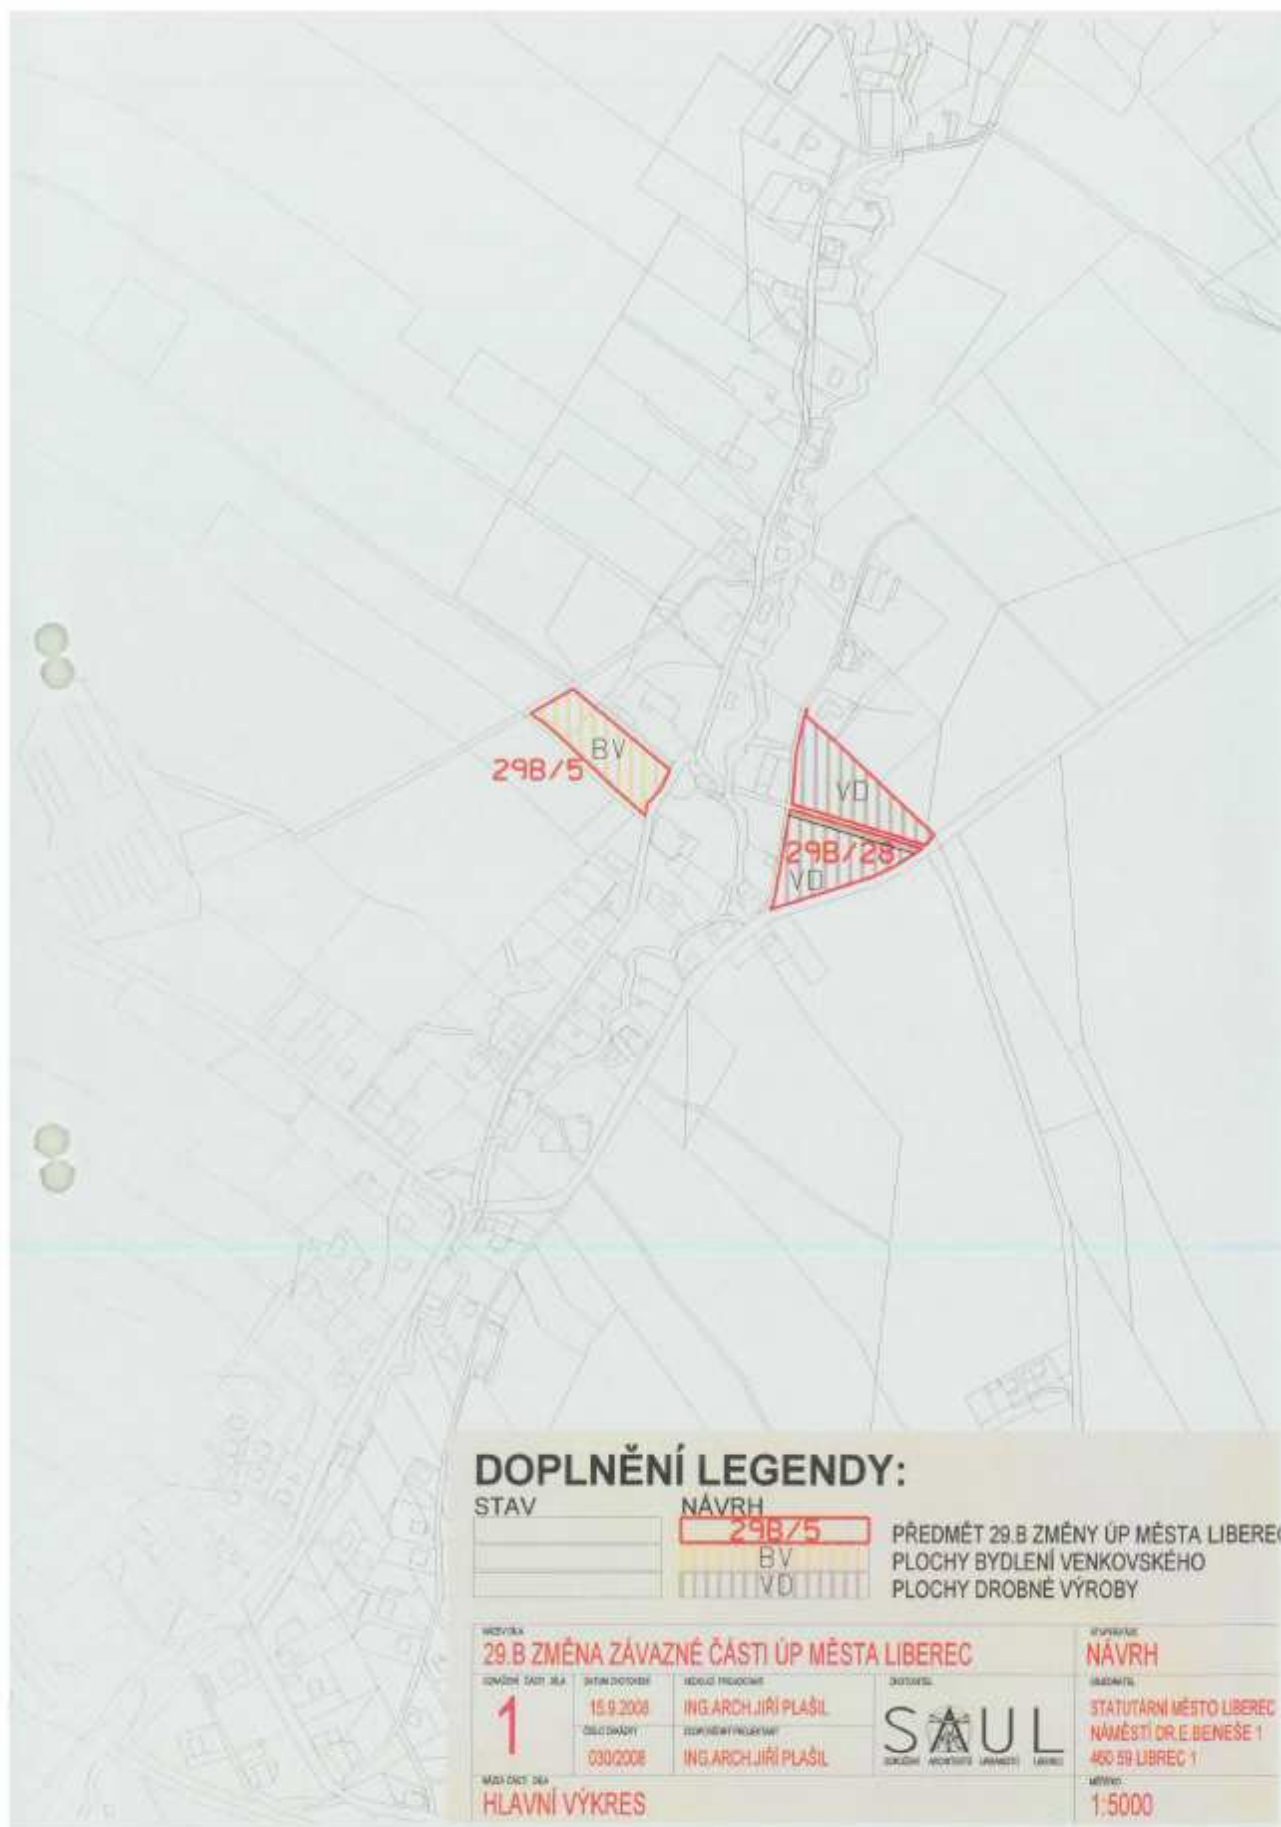 BV
29B/5
VD
29B/28
VD
DOPLNĚNÍ LEGENDY:
STAV
NÁVRH
29B/5
PŘEDMĚT 29.B ZMĚNY ÚP MĚSTA LIBEREC
BV
PLOCHY BYDLENÍ VENKOVSKÉHO
VD
PLOCHY DROBNÉ VÝROBY
29.B ZMĚNA ZÁVAZNÉ ČÁSTI ÚP MĚSTA LIBEREC
NÁVRH
1
15.9.2008
ING.ARCH.JIŘÍ PLAŠIL
SAUL
STATUTÁRNÍ MĚSTO LIBEREC
NÁMĚSTÍ DR.E.BENEŠE 1
460 59 LIBREC 1
030/2008
ING.ARCH.JIŘÍ PLAŠIL
HLAVNÍ VÝKRES
1:5000